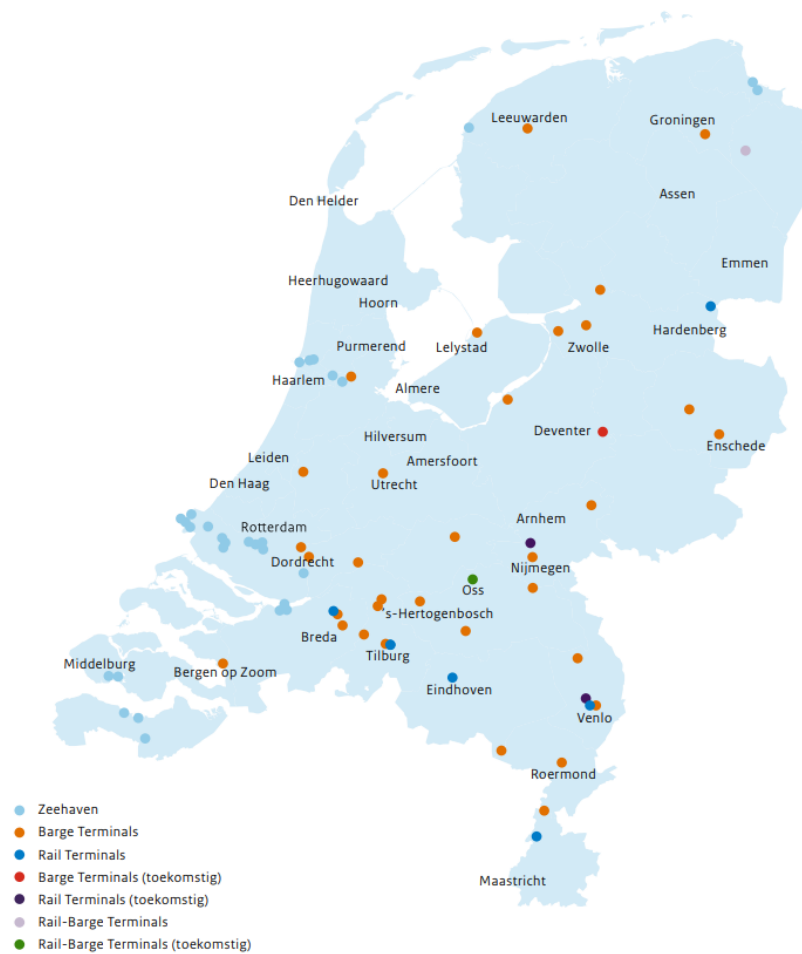 Leeuwarden
Groningen
Assen
Den Helder
Emmen
Heerhugowaard
Hoorn
Hardenberg
Purmerend
Lelystad
Zwolle
Haarlem
Almere
Deventer
Hilversum
Enschede
Leiden
Amersfoort
Den Haag
Utrecht
Arnhem
Rotterdam
Dordrecht
Nijmegen
Oss
's-Hertogenbosch
Breda
Tilburg
Middelburg
Bergen op Zoom
Eindhoven
Venlo
Roermond
Maastricht
Zeehaven
Barge Terminals
Rail Terminals
Barge Terminals (toekomstig)
Rail Terminals (toekomstig)
Rail-Barge Terminals
Rail-Barge Terminals (toekomstig)